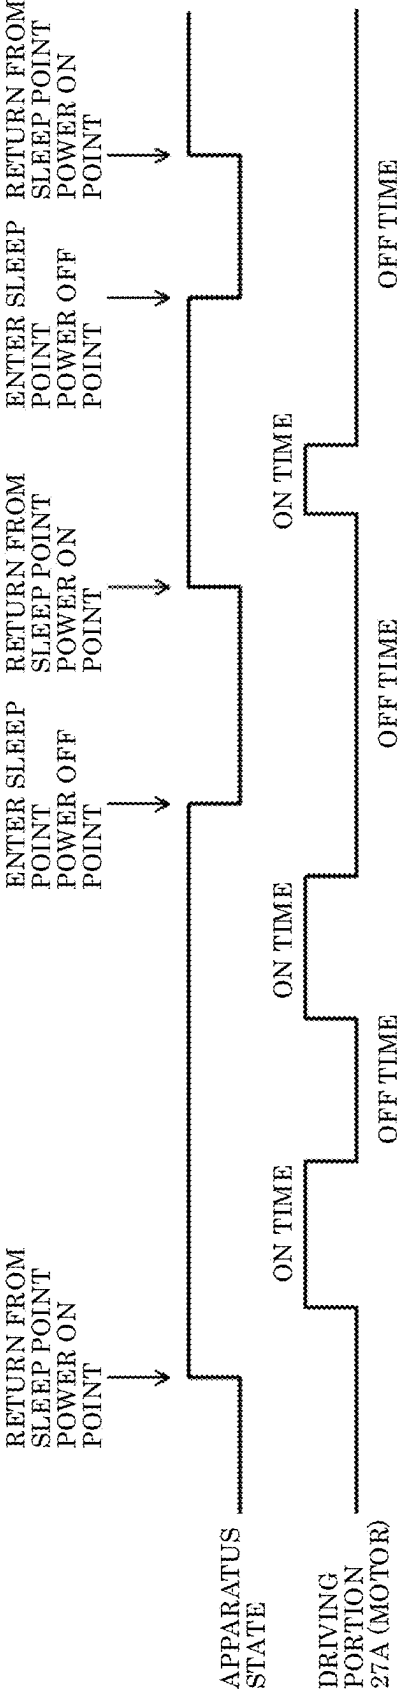 RETURN FROM
SLEEP POINT
POWER ON
POINT
ENTER SLEEP
POINT
POWER OFF
POINT
RETURN FROM
SLEEP POINT
POWER ON
POINT
ENTER SLEEP
POINT
POWER OFF
POINT
RETURN FROM
SLEEP POINT
POWER ON
POINT
APPARATUS
STATE
ON TIME
ON TIME
ON TIME
DRIVING
PORTION
27A (MOTOR)
OFF TIME
OFF TIME
OFF TIME